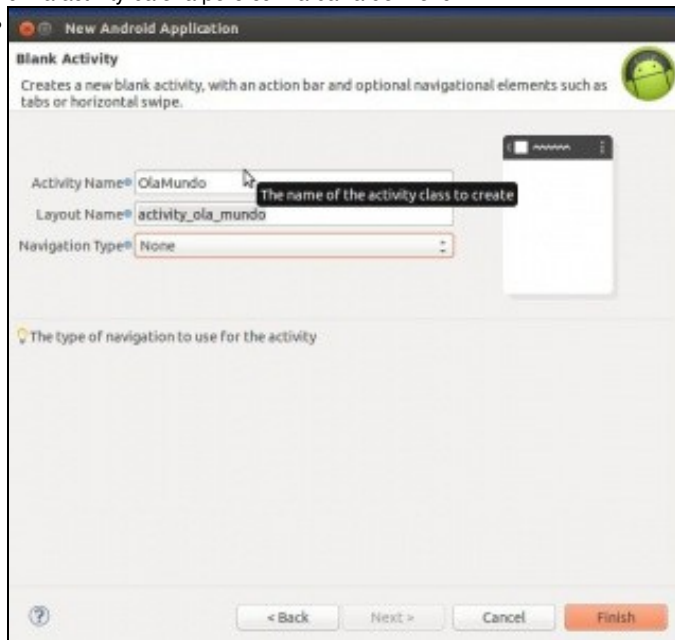 New Android Application
Blank Activity
Creates a new blank activity, with an action bar and optional navigational elements such as
tabs or horizontal swipe.
Activity Name OlaMundo
The name of the activity class to create
Layout Name activity_ola_mundo
Navigation Type None
The type of navigation to use for the activity
< Back Next > Cancel Finish